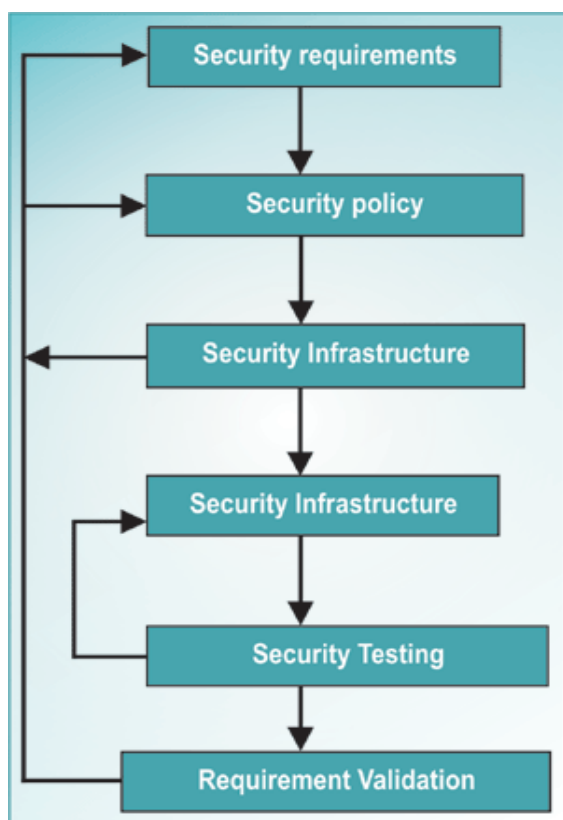 Security requirements
Security policy
Security Infrastructure
Security Infrastructure
Security Testing
Requirement Validation